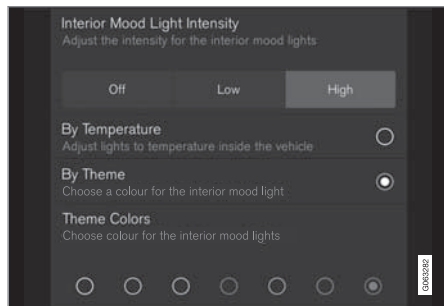 Interior Mood Light Intensity
Adjust the intensity for the interior mood lights
Off Low High
By Temperature
Adjust lights to temperature inside the vehicle
By Theme
Choose a colour for the interior mood light
Theme Colors
Choose colour for the interior mood lights
G063282